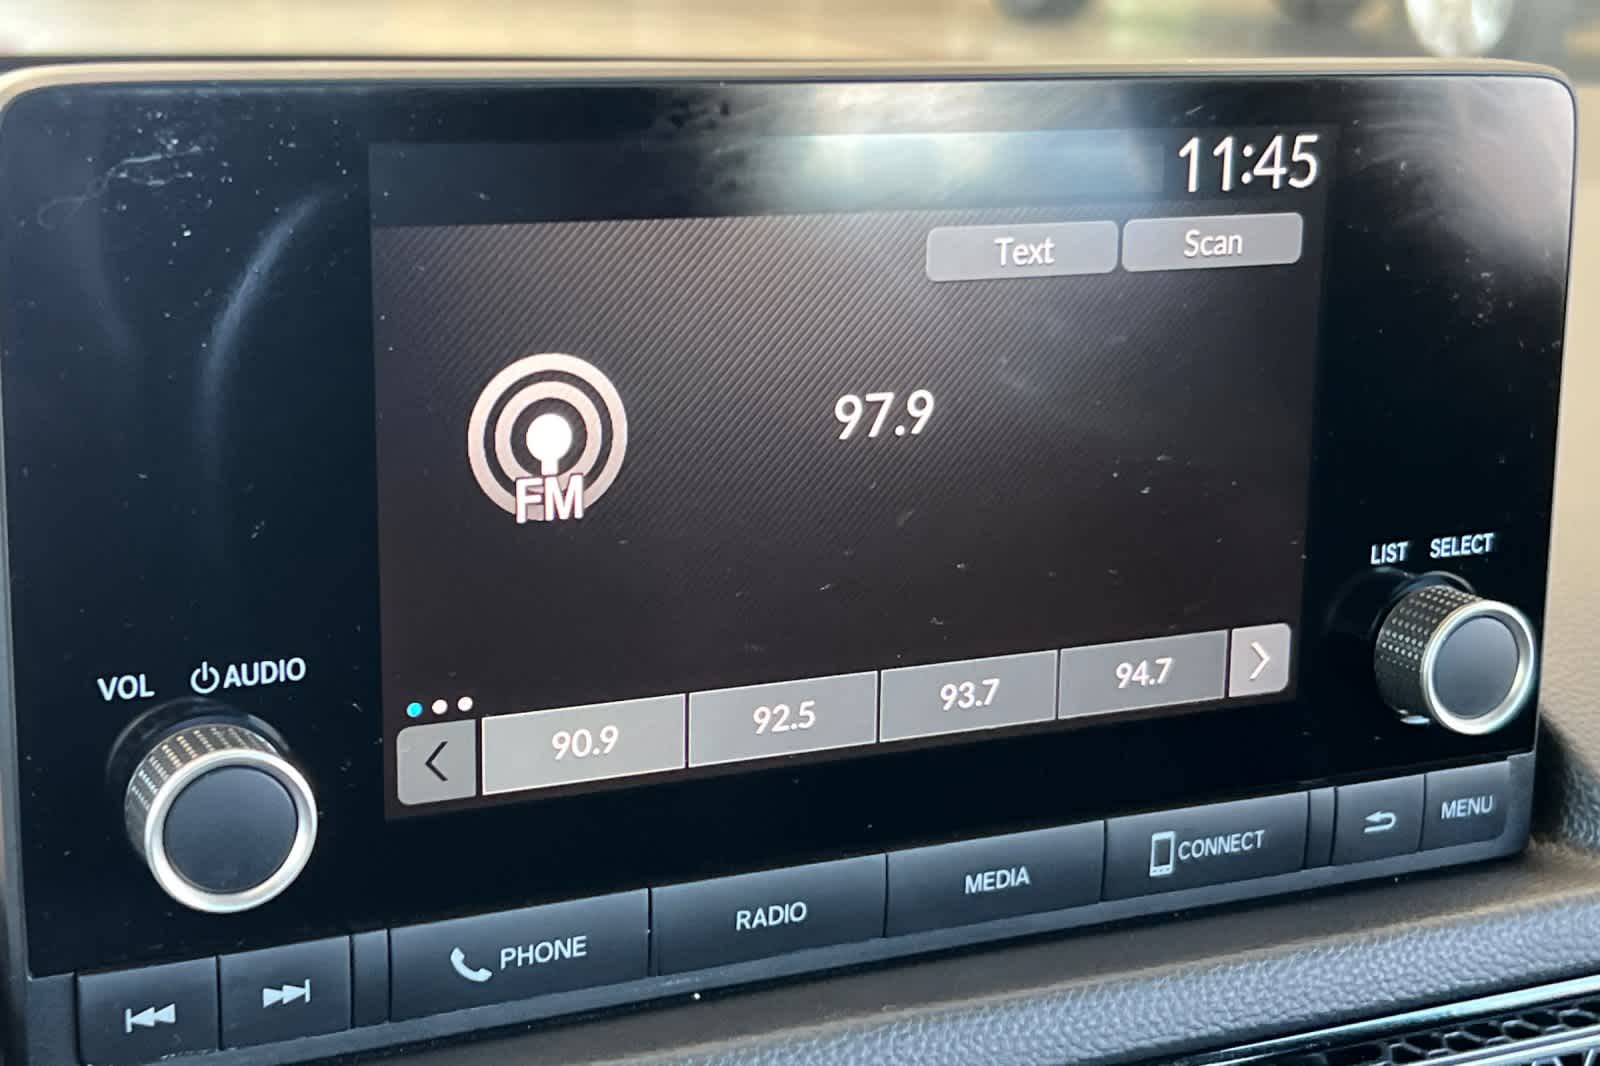 11:45
Text Scan
97.9
FM
LIST SELECT
VOL AUDIO
90.9 92.5 93.7 94.7
PHONE RADIO MEDIA CONNECT MENU